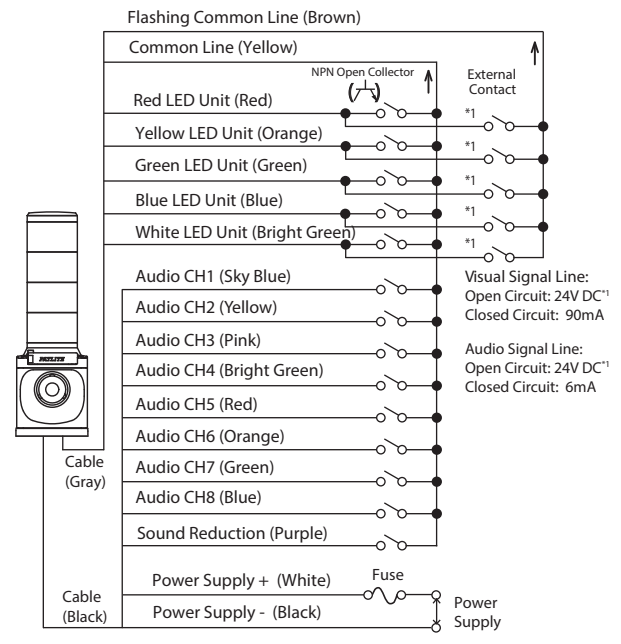 Flashing Common Line (Brown)
Common Line (Yellow)
NPN Open Collector
External
Contact
Red LED Unit (Red)
*1
Yellow LED Unit (Orange)
*1
Green LED Unit (Green)
*1
Blue LED Unit (Blue)
*1
White LED Unit (Bright Green)
*1
Audio CH1 (Sky Blue)
Audio CH2 (Yellow)
Audio CH3 (Pink)
Audio CH4 (Bright Green)
Audio CH5 (Red)
Audio CH6 (Orange)
Audio CH7 (Green)
Audio CH8 (Blue)
Sound Reduction (Purple)
Visual Signal Line:
Open Circuit: 24V DC*1
Closed Circuit: 90mA
Audio Signal Line:
Open Circuit: 24V DC*1
Closed Circuit: 6mA
PATLITE
Cable
(Gray)
Cable
(Black)
Power Supply + (White)
Fuse
Power Supply - (Black)
Power
Supply